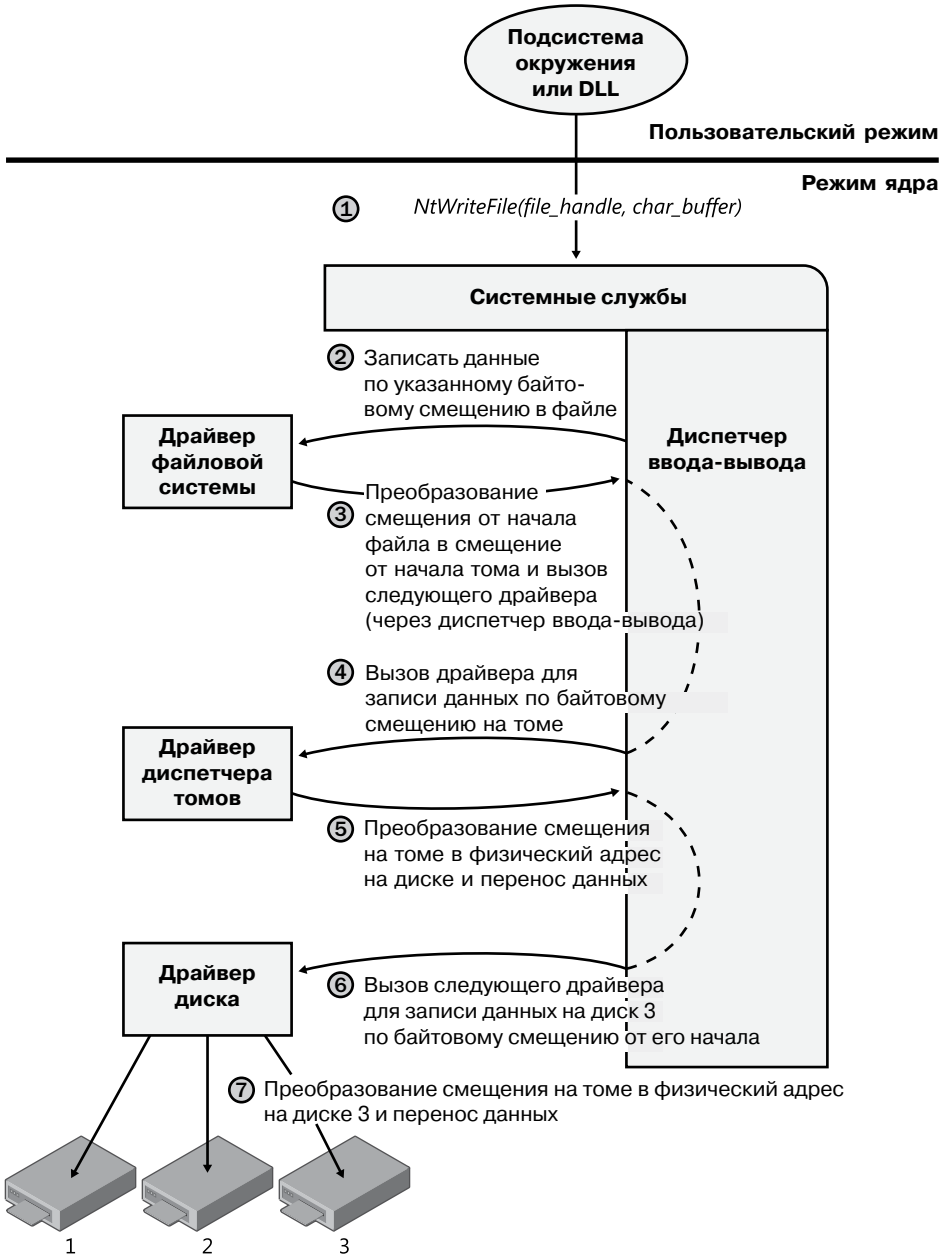 Подсистема
окружения
или DLL
Пользовательский режим
Режим ядра
1 NtWriteFile(file_handle, char_buffer)
Системные службы
2 Записать данные
по указанному байто-
вому смещению в файле
Драйвер
файловой
системы
Диспетчер
ввода-вывода
Преобразование
3 смещения от начала
файла в смещение
от начала тома и вызов
следующего драйвера
(через диспетчер ввода-вывода)
4 Вызов драйвера для
записи данных по байтовому
смещению на томе
Драйвер
диспетчера
томов
5 Преобразование смещения
на томе в физический адрес
на диске и перенос данных
Драйвер
диска
6 Вызов следующего драйвера
для записи данных на диск 3
по байтовому смещению от его начала
7 Преобразование смещения на томе в физический адрес
на диске 3 и перенос данных
1 2 3